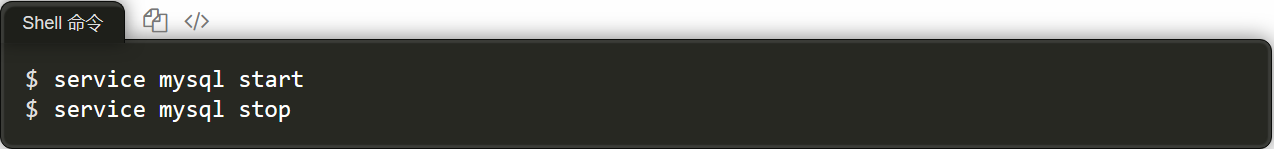 Shell 命令
$ service mysql start
$ service mysql stop